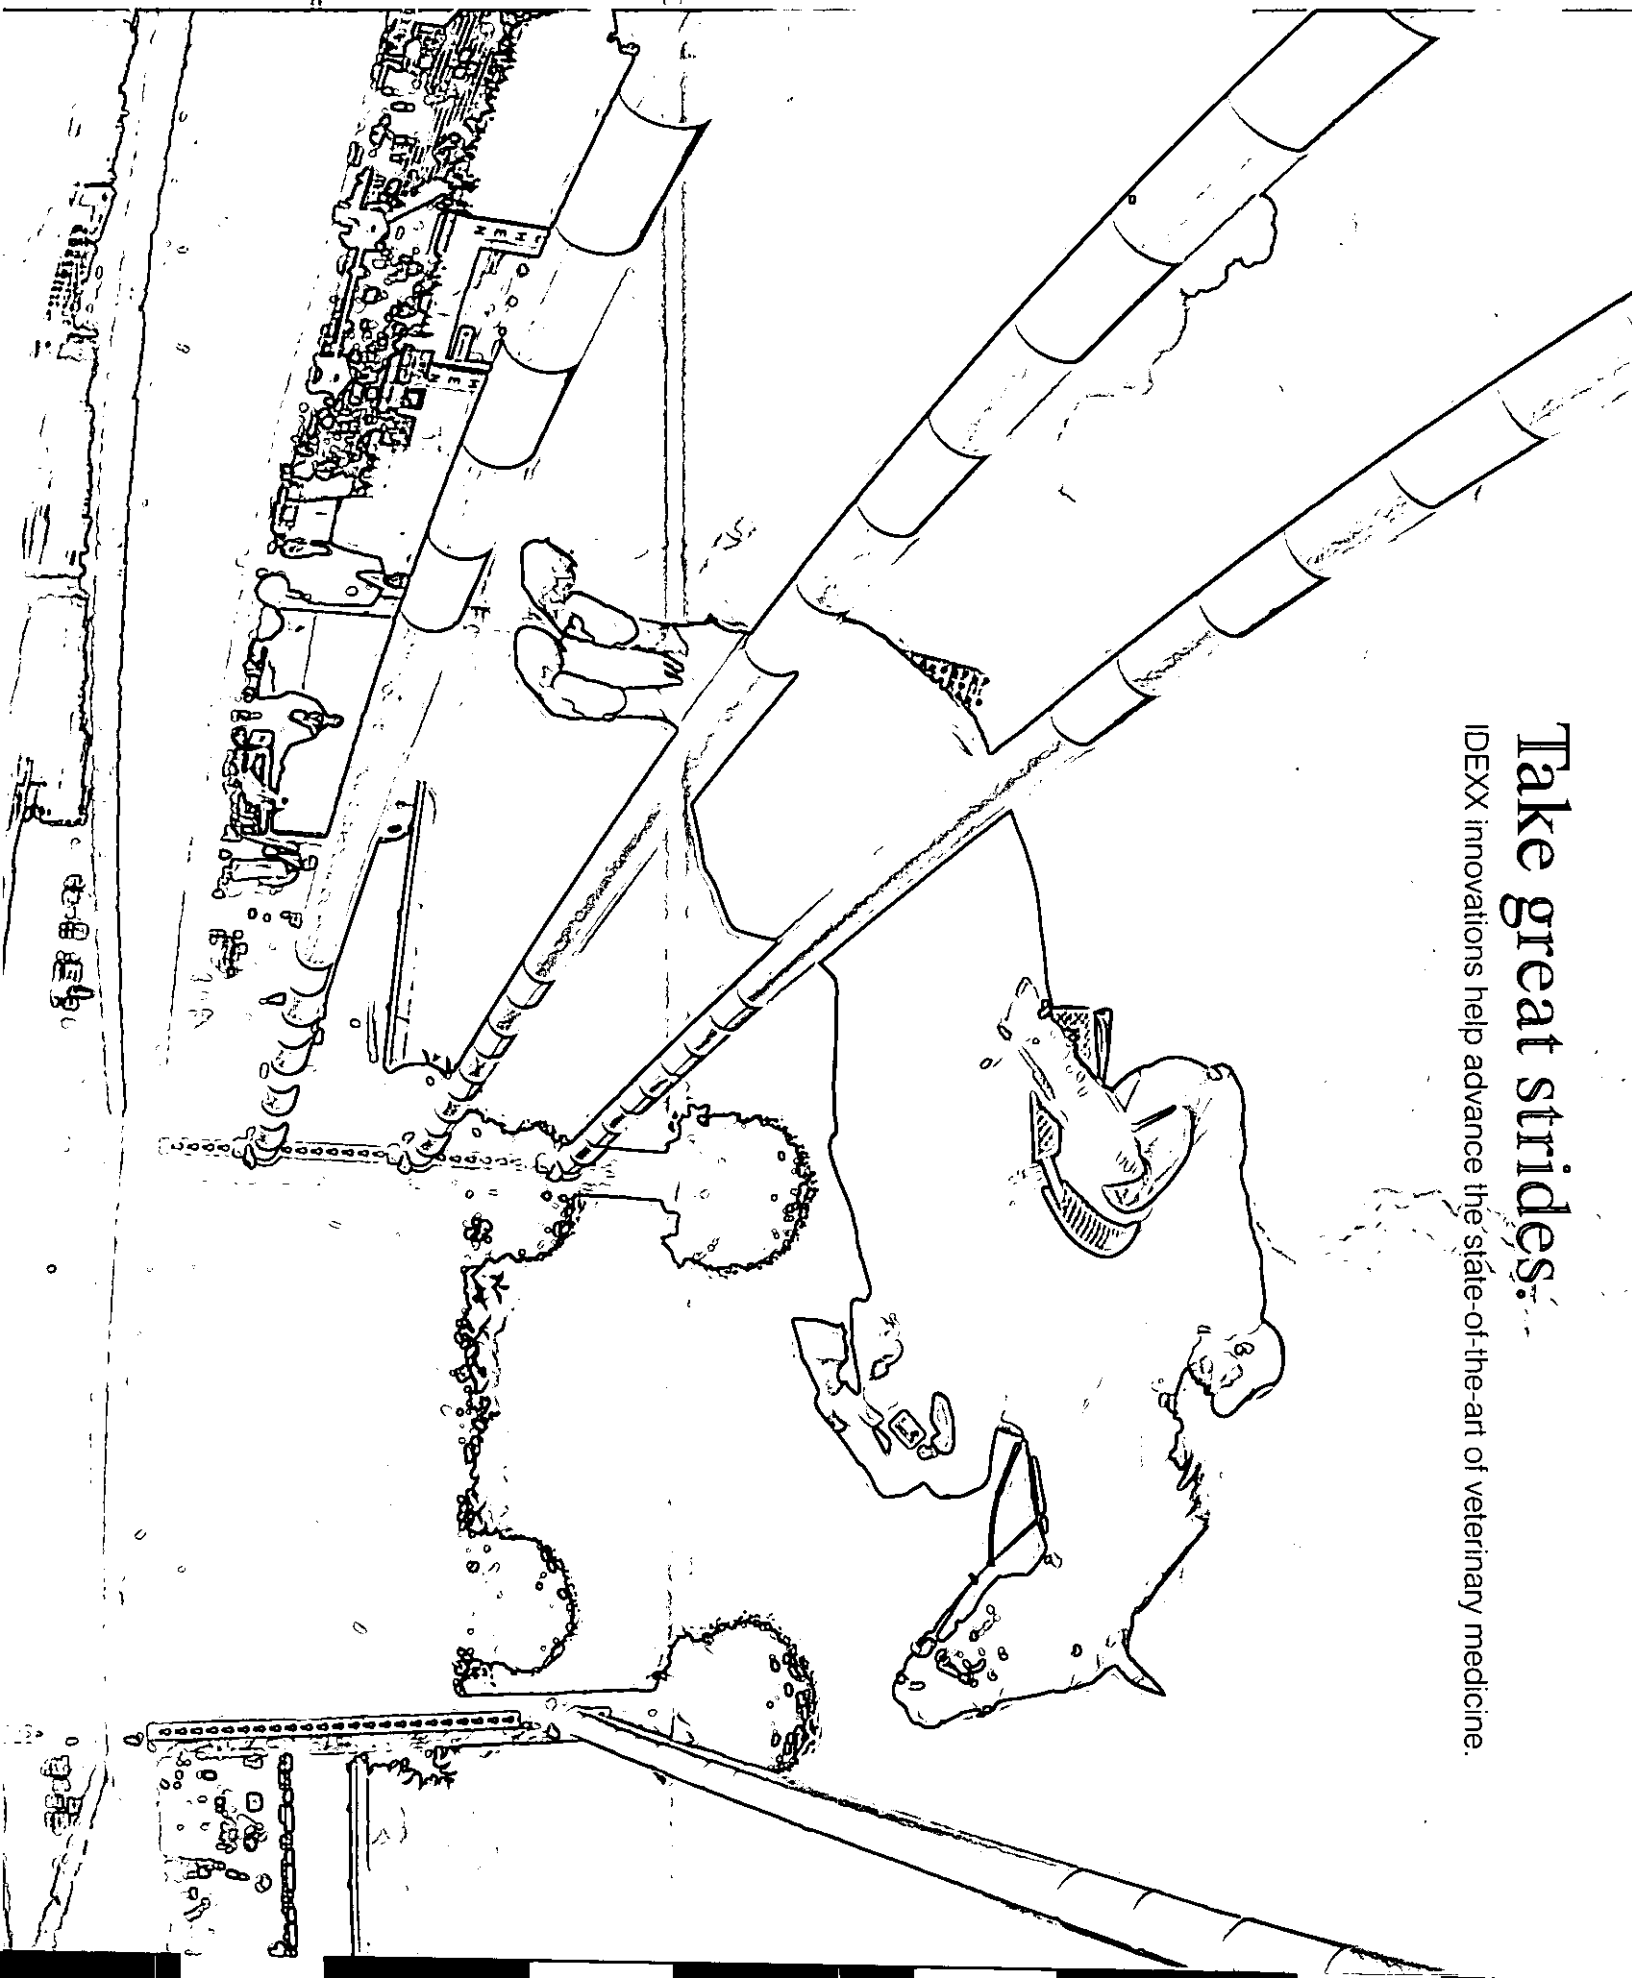 Take great strides.
IDEXX innovations help advance the state-of-the-art of veterinary medicine.